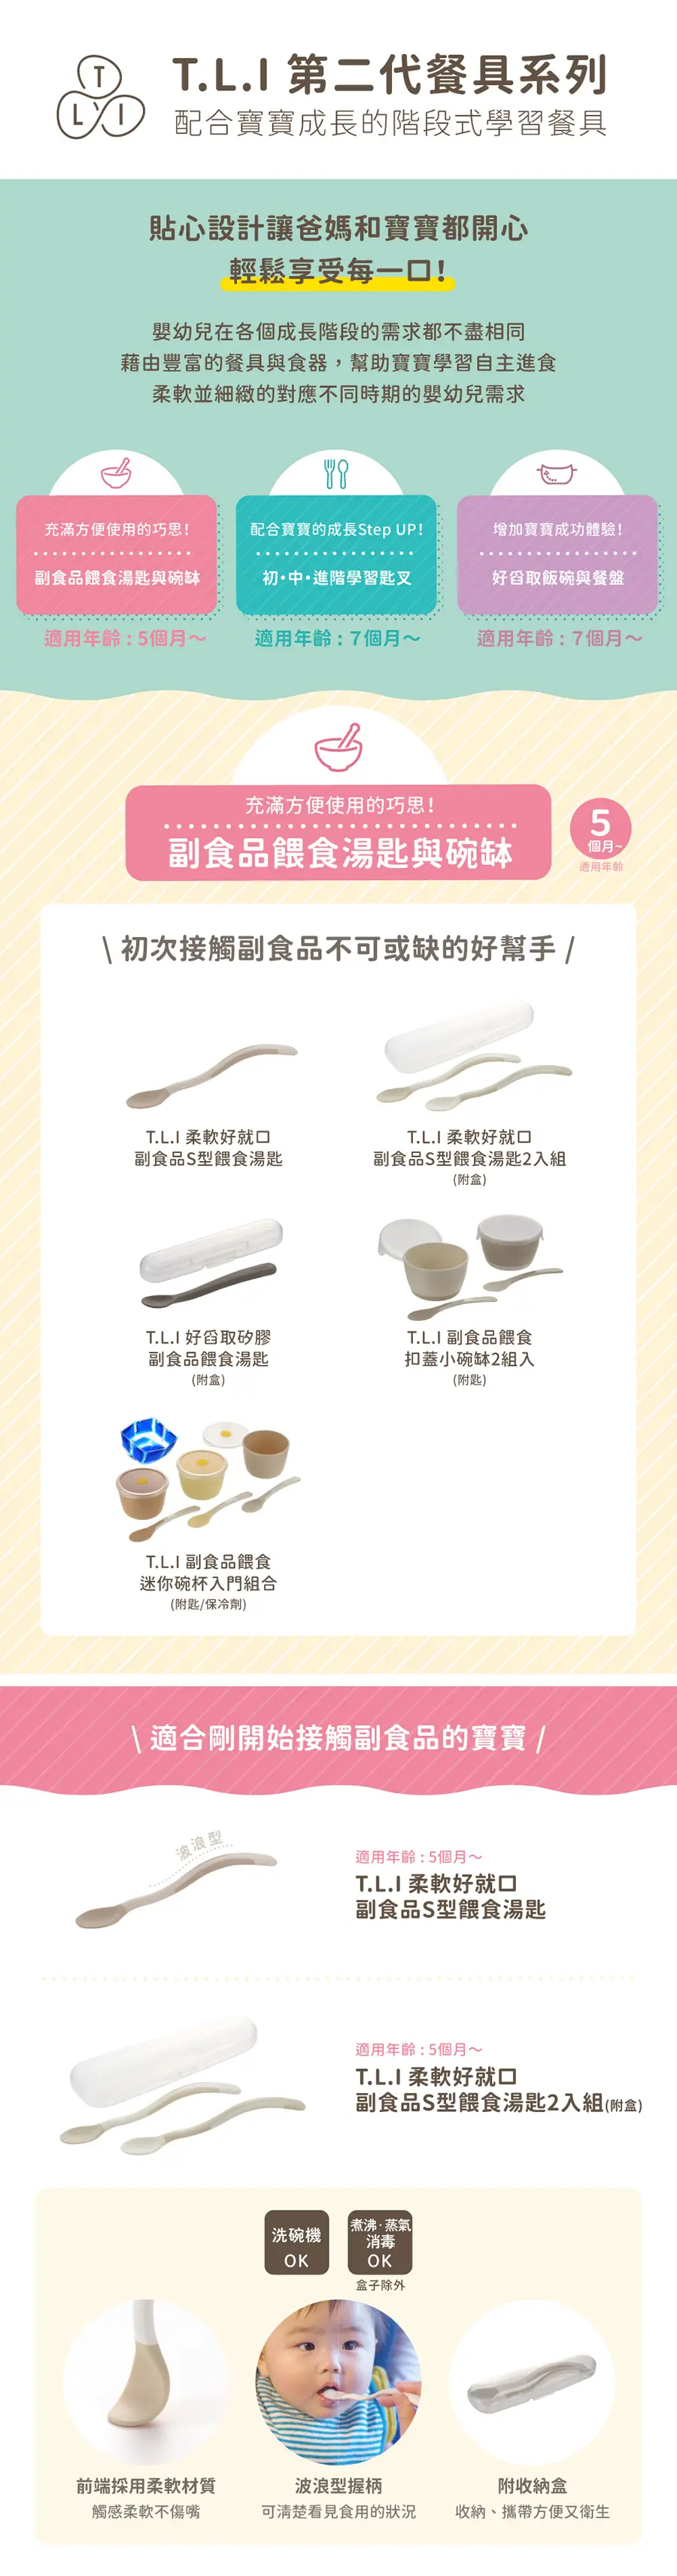 T
L I
T.L.I 第二代餐具系列
配合寶寶成長的階段式學習餐具
貼心設計讓爸媽和寶寶都開心
輕鬆享受每一口!
嬰幼兒在各個成長階段的需求都不盡相同
藉由豐富的餐具與食器，幫助寶寶學習自主進食
柔軟並細緻的對應不同時期的嬰幼兒需求
充滿方便使用的巧思!
副食品餵食湯匙與碗缽
適用年齡：5個月～
配合寶寶的成長Step UP!
初・中・進階學習匙叉
適用年齡：7個月～
增加寶寶成功體驗!
好舀取飯碗與餐盤
適用年齡：7個月～
充滿方便使用的巧思!
副食品餵食湯匙與碗缽
5
個月~
適用年齡
\ 初次接觸副食品不可或缺的好幫手 /
T.L.I 柔軟好就口
副食品S型餵食湯匙
T.L.I 柔軟好就口
副食品S型餵食湯匙2入組
(附盒)
T.L.I 好舀取矽膠
副食品餵食湯匙
(附盒)
T.L.I 副食品餵食
扣蓋小碗缽2組入
(附匙)
T.L.I 副食品餵食
迷你碗杯入門組合
(附匙/保冷劑)
\ 適合剛開始接觸副食品的寶寶 /
波浪型
適用年齡：5個月～
T.L.I 柔軟好就口
副食品S型餵食湯匙
適用年齡：5個月～
T.L.I 柔軟好就口
副食品S型餵食湯匙2入組(附盒)
洗碗機
OK
煮沸·蒸氣
消毒
OK
盒子除外
前端採用柔軟材質
觸感柔軟不傷嘴
波浪型握柄
可清楚看見食用的狀況
附收納盒
收納、攜帶方便又衛生